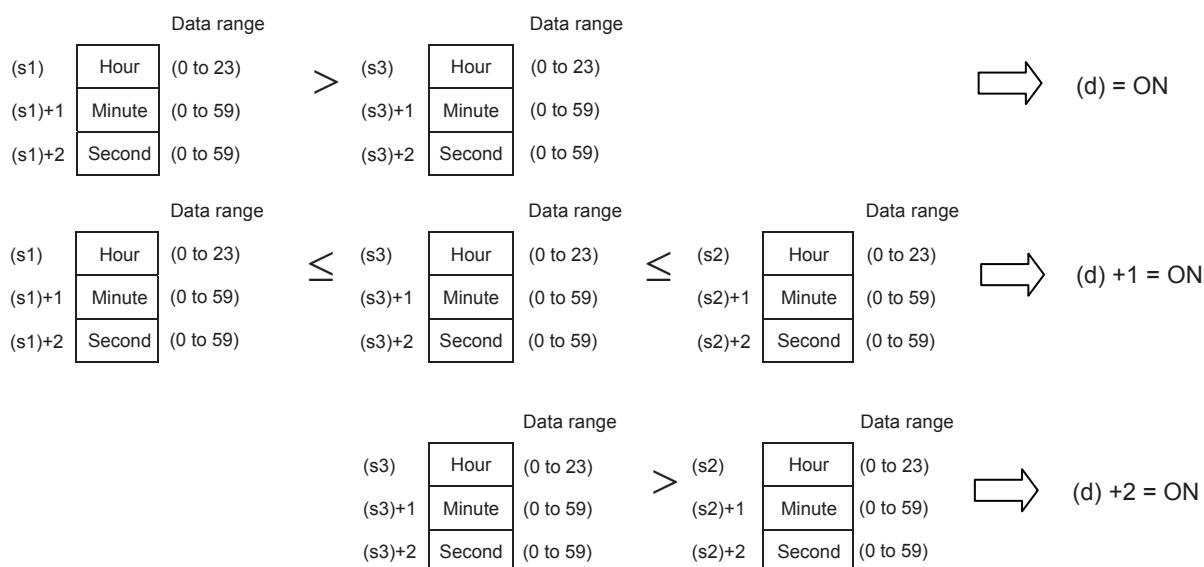 Data range Data range
(s1) Hour (0 to 23) > (s3) Hour (0 to 23) (d) = ON
(s1)+1 Minute (0 to 59) (s3)+1 Minute (0 to 59)
(s1)+2 Second (0 to 59) (s3)+2 Second (0 to 59)
Data range Data range Data range
(s1) Hour (0 to 23) ≤ (s3) Hour (0 to 23) ≤ (s2) Hour (0 to 23)
(s1)+1 Minute (0 to 59) (s3)+1 Minute (0 to 59) (s2)+1 Minute (0 to 59) (d) +1 = ON
(s1)+2 Second (0 to 59) (s3)+2 Second (0 to 59) (s2)+2 Second (0 to 59)
Data range Data range
(s3) Hour (0 to 23) > (s2) Hour (0 to 23)
(s3)+1 Minute (0 to 59) (s2)+1 Minute (0 to 59) (d) +2 = ON
(s3)+2 Second (0 to 59) (s2)+2 Second (0 to 59)